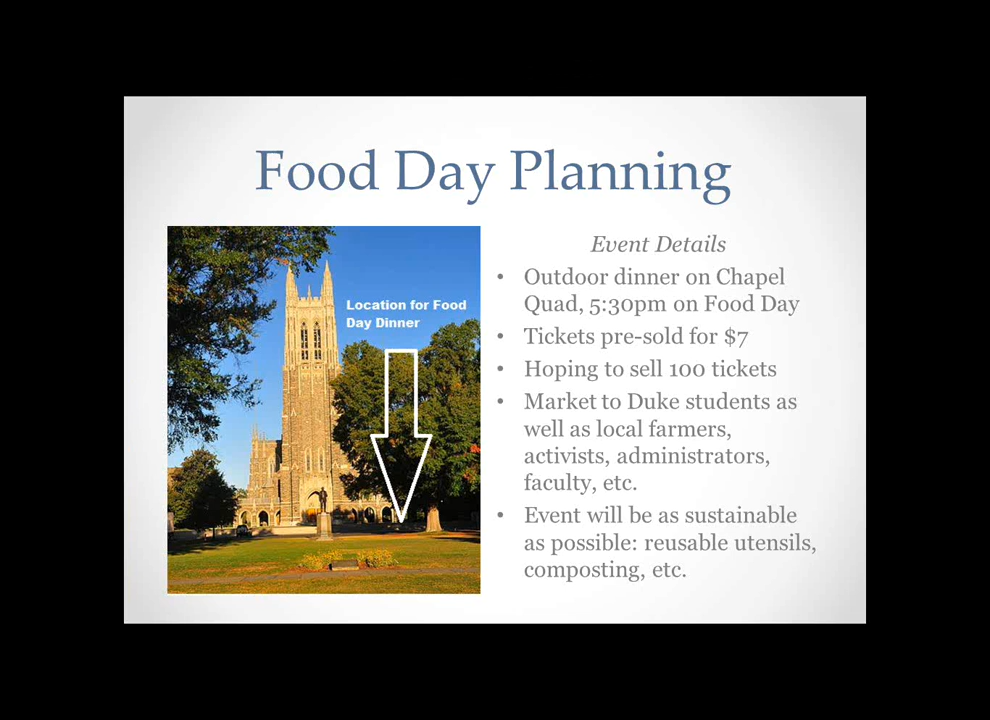 Food Day Planning
Location for Food
Day Dinner
Event Details
• Outdoor dinner on Chapel
Quad, 5:30pm on Food Day
• Tickets pre-sold for $7
• Hoping to sell 100 tickets
• Market to Duke students as
well as local farmers,
activists, administrators,
faculty, etc.
• Event will be as sustainable
as possible: reusable utensils,
composting, etc.